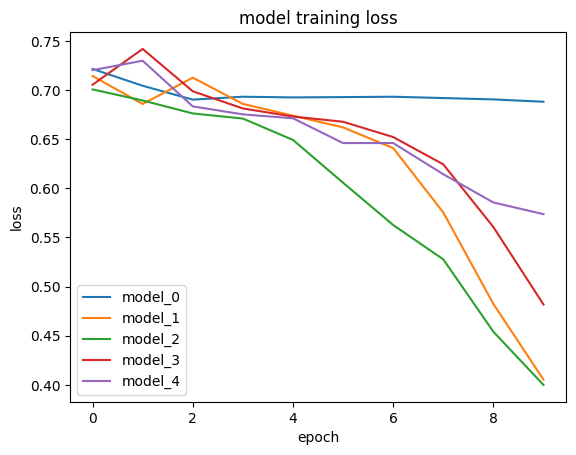 model training loss
loss
0.75
0.70
0.65
0.60
0.55
0.50
0.45
0.40
model_0
model_1
model_2
model_3
model_4
0 2 4 6 8
epoch